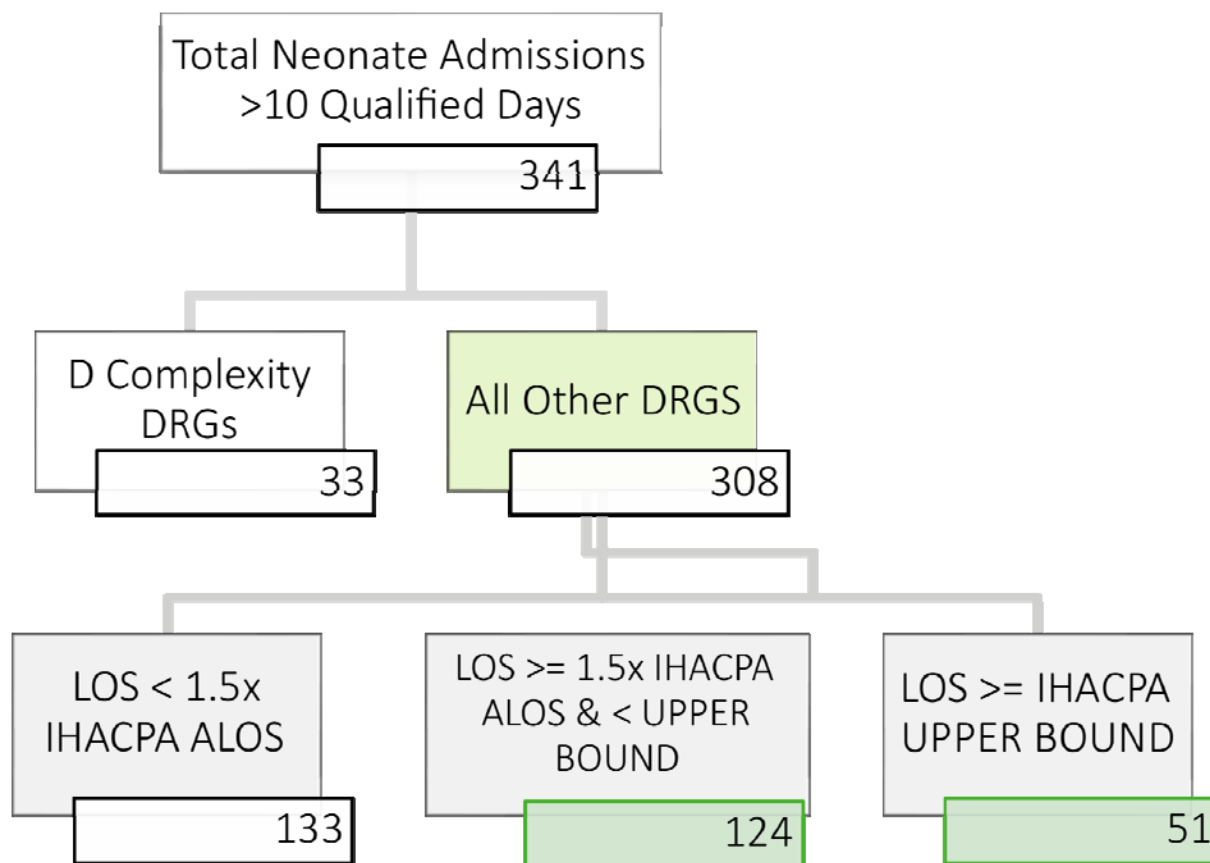 Total Neonate Admissions
>10 Qualified Days
341
D Complexity
DRGs
33
All Other DRGS
308
LOS < 1.5x
IHACPA ALOS
133
LOS >= 1.5x IHACPA
ALOS & < UPPER
BOUND
124
LOS >= IHACPA
UPPER BOUND
51